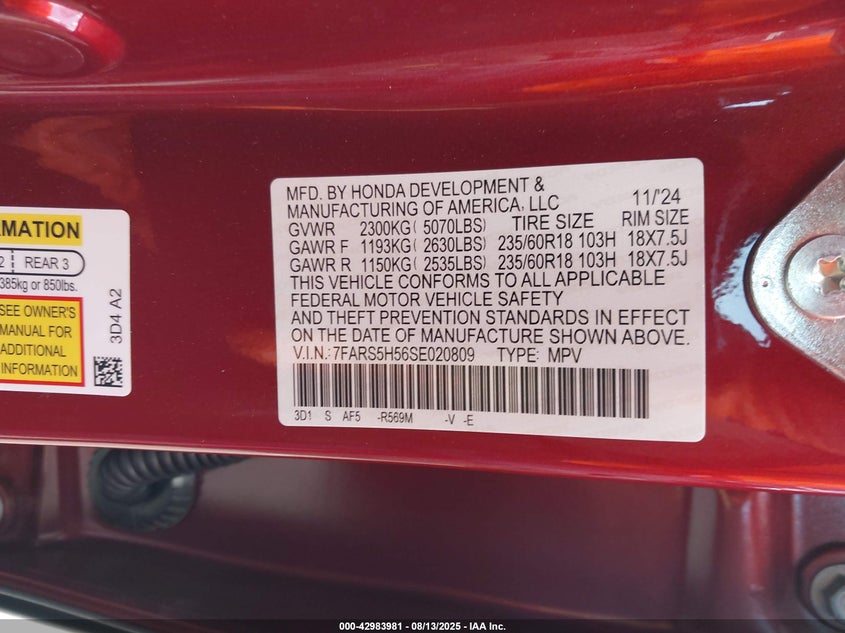 RMATION
2 REAR 3
385kg or 850lbs.
SEE OWNER'S
MANUAL FOR
ADDITIONAL
INFORMATION
3D4 A2
MFD. BY HONDA DEVELOPMENT &
MANUFACTURING OF AMERICA, LLC 11/'24
GVWR 2300KG( 5070LBS) TIRE SIZE RIM SIZE
GAWR F 1193KG( 2630LBS) 235/60R18 103H 18X7.5J
GAWR R 1150KG( 2535LBS) 235/60R18 103H 18X7.5J
THIS VEHICLE CONFORMS TO ALL APPLICABLE
FEDERAL MOTOR VEHICLE SAFETY
AND THEFT PREVENTION STANDARDS IN EFFECT
ON THE DATE OF MANUFACTURE SHOWN ABOVE.
V.I.N.:7FARS5H56SE020809 TYPE: MPV
3D1 S AF5 -R569M -V -E
000-42983981 - 08/13/2025 - IAA Inc.